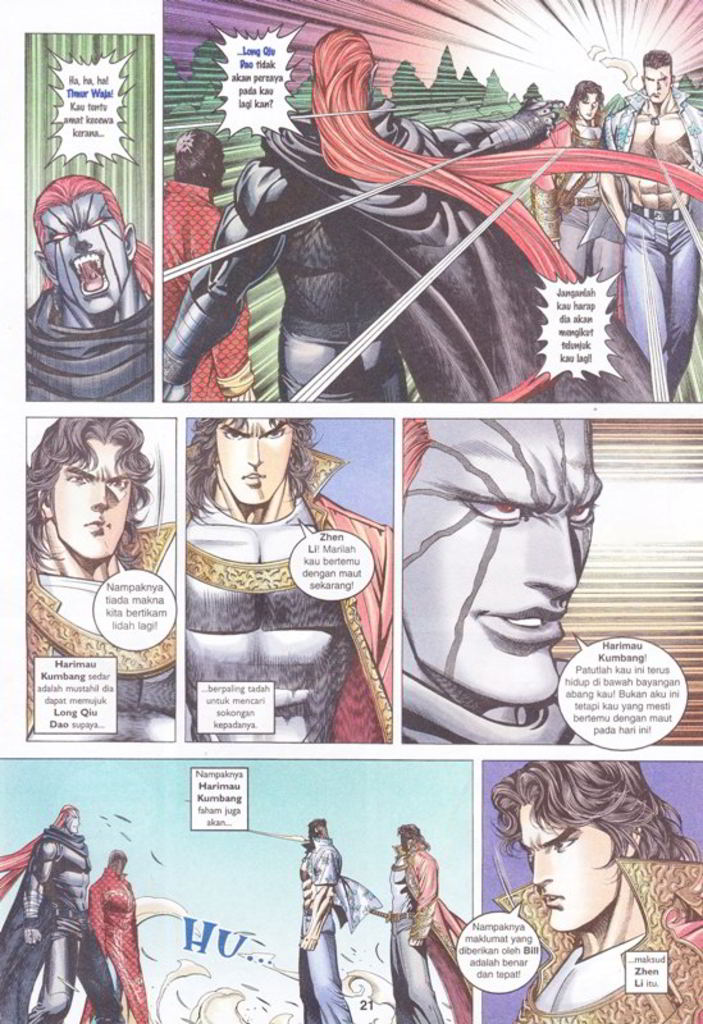 Ha, ha, ha!
Timur Waja!
Kau tentu
amat kecewa
kerana...
...Long Qiu
Dao tidak
akan percaya
pada kau
lagi kan?
Janganlah
kau harap
dia akan
mengikut
telunjuk
kau lagi!
Nampaknya
tiada makna
kita bertikam
lidah lagi!
Harimau
Kumbang sedar
adalah mustahil dia
dapat memujuk
Long Qiu
Dao supaya...
Zhen
Li! Marilah
kau bertemu
dengan maut
sekarang!
...berpaling tadah
untuk mencari
sokongan
kepadanya.
Harimau
Kumbang!
Patutlah kau ini terus
hidup di bawah bayangan
abang kau! Bukan aku ini
tetapi kau yang mesti
bertemu dengan maut
pada hari ini!
Nampaknya
Harimau
Kumbang
faham juga
akan...
HU...
Nampaknya
maklumat yang
diberikan oleh Bill
adalah benar
dan tepat!
...maksud
Zhen
Li itu.
21